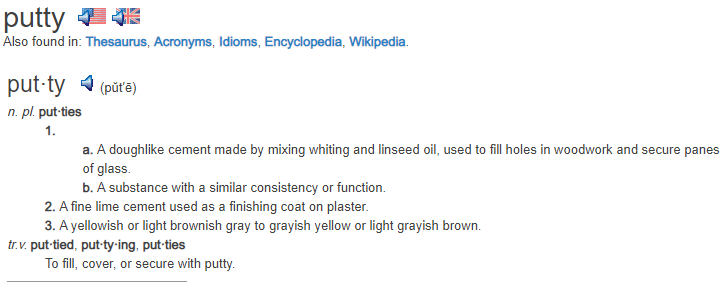 putty
Also found in: Thesaurus, Acronyms, Idioms, Encyclopedia, Wikipedia.
put·ty (pŭt′ē)
n. pl. put·ties
1.
a. A doughlike cement made by mixing whiting and linseed oil, used to fill holes in woodwork and secure panes
of glass.
b. A substance with a similar consistency or function.
2. A fine lime cement used as a finishing coat on plaster.
3. A yellowish or light brownish gray to grayish yellow or light grayish brown.
tr.v. put·tied, put·ty·ing, put·ties
To fill, cover, or secure with putty.